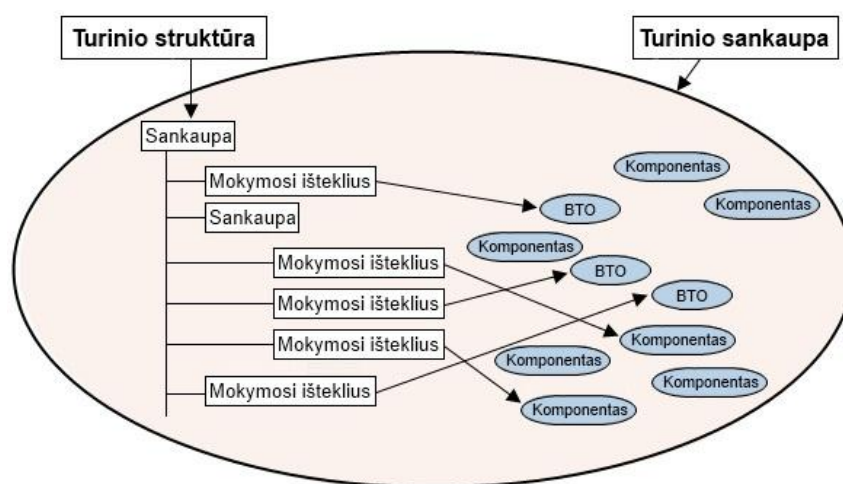 Turinio struktūra
Turinio sankaupa
Sankaupa
Mokymosi išteklius
Sankaupa
Mokymosi išteklius
Mokymosi išteklius
Mokymosi išteklius
Mokymosi išteklius
Komponentas
Komponentas
BTO
Komponentas
BTO
BTO
Komponentas
Komponentas
Komponentas
Komponentas